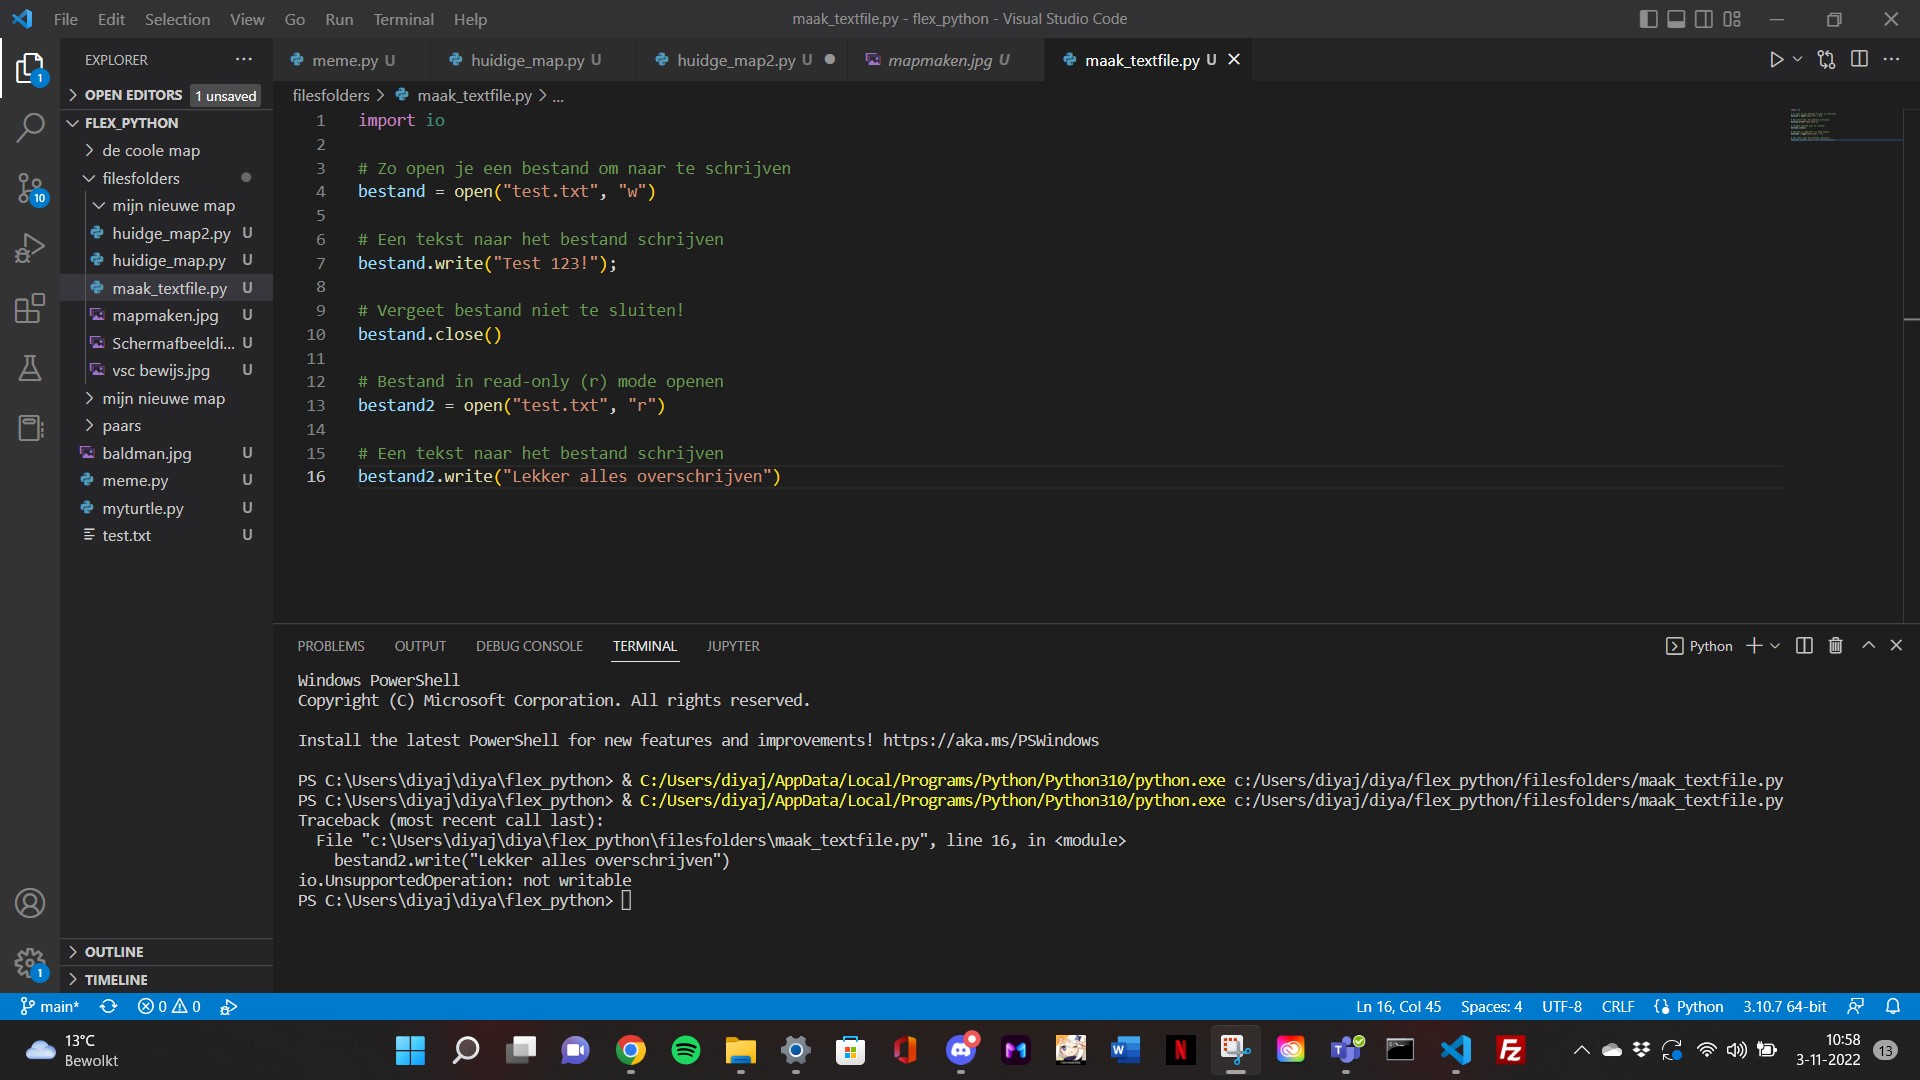 File Edit Selection View Go Run Terminal Help
maak_textfile.py - flex_python - Visual Studio Code
EXPLORER
meme.py U
huidige_map.py U
huidge_map2.py U
mapmaken.jpg U
maak_textfile.py U
OPEN EDITORS 1 unsaved
filesfolders > maak_textfile.py > ...
FLEX_PYTHON
de coole map
filesfolders
mijn nieuwe map
huidge_map2.py U
huidige_map.py U
maak_textfile.py U
mapmaken.jpg U
Schermafbeeldi... U
vsc bewijs.jpg U
mijn nieuwe map
paars
baldman.jpg U
meme.py U
myturtle.py U
test.txt U
OUTLINE
TIMELINE
1
10
1
1 import io
2
3 # Zo open je een bestand om naar te schrijven
4 bestand = open("test.txt", "w")
5
6 # Een tekst naar het bestand schrijven
7 bestand.write("Test 123!");
8
9 # Vergeet bestand niet te sluiten!
10 bestand.close()
11
12 # Bestand in read-only (r) mode openen
13 bestand2 = open("test.txt", "r")
14
15 # Een tekst naar het bestand schrijven
16 bestand2.write("Lekker alles overschrijven")
PROBLEMS OUTPUT DEBUG CONSOLE TERMINAL JUPYTER
Python
Windows PowerShell
Copyright (C) Microsoft Corporation. All rights reserved.
Install the latest PowerShell for new features and improvements! https://aka.ms/PSWindows
PS C:\Users\diyaj\diya\flex_python> & C:/Users/diyaj/AppData/Local/Programs/Python/Python310/python.exe c:/Users/diyaj/diya/flex_python/filesfolders/maak_textfile.py
PS C:\Users\diyaj\diya\flex_python> & C:/Users/diyaj/AppData/Local/Programs/Python/Python310/python.exe c:/Users/diyaj/diya/flex_python/filesfolders/maak_textfile.py
Traceback (most recent call last):
File "c:\Users\diyaj\diya\flex_python\filesfolders\maak_textfile.py", line 16, in <module>
bestand2.write("Lekker alles overschrijven")
io.UnsupportedOperation: not writable
PS C:\Users\diyaj\diya\flex_python>
main* 0 0
Ln 16, Col 45 Spaces: 4 UTF-8 CRLF Python 3.10.7 64-bit
13°C
Bewolkt
10:58
3-11-2022
13